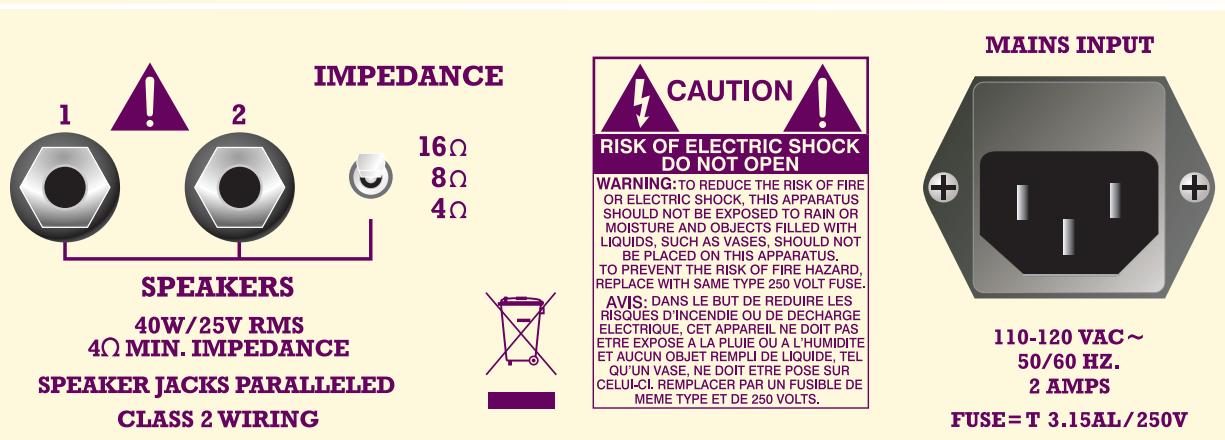 1
2
IMPEDANCE
16Ω
8Ω
4Ω
SPEAKERS
40W/25V RMS
4Ω MIN. IMPEDANCE
SPEAKER JACKS PARALLELED
CLASS 2 WIRING
CAUTION
RISK OF ELECTRIC SHOCK
DO NOT OPEN
WARNING: TO REDUCE THE RISK OF FIRE
OR ELECTRIC SHOCK, THIS APPARATUS
SHOULD NOT BE EXPOSED TO RAIN OR
MOISTURE AND OBJECTS FILLED WITH
LIQUIDS, SUCH AS VASES, SHOULD NOT
BE PLACED ON THIS APPARATUS.
TO PREVENT THE RISK OF FIRE HAZARD,
REPLACE WITH SAME TYPE 250 VOLT FUSE.
AVIS: DANS LE BUT DE REDUIRE LES
RISQUES D'INCENDIE OU DE DECHARGE
ELECTRIQUE, CET APPAREIL NE DOIT PAS
ETRE EXPOSE A LA PLUIE OU A L'HUMIDITE
ET AUCUN OBJET REMPLI DE LIQUIDE, TEL
QU'UN VASE, NE DOIT ETRE POSE SUR
CELUI-CI. REMPLACER PAR UN FUSIBLE DE
MEME TYPE ET DE 250 VOLTS.
MAINS INPUT
110-120 VAC~
50/60 HZ.
2 AMPS
FUSE=T 3.15AL/250V